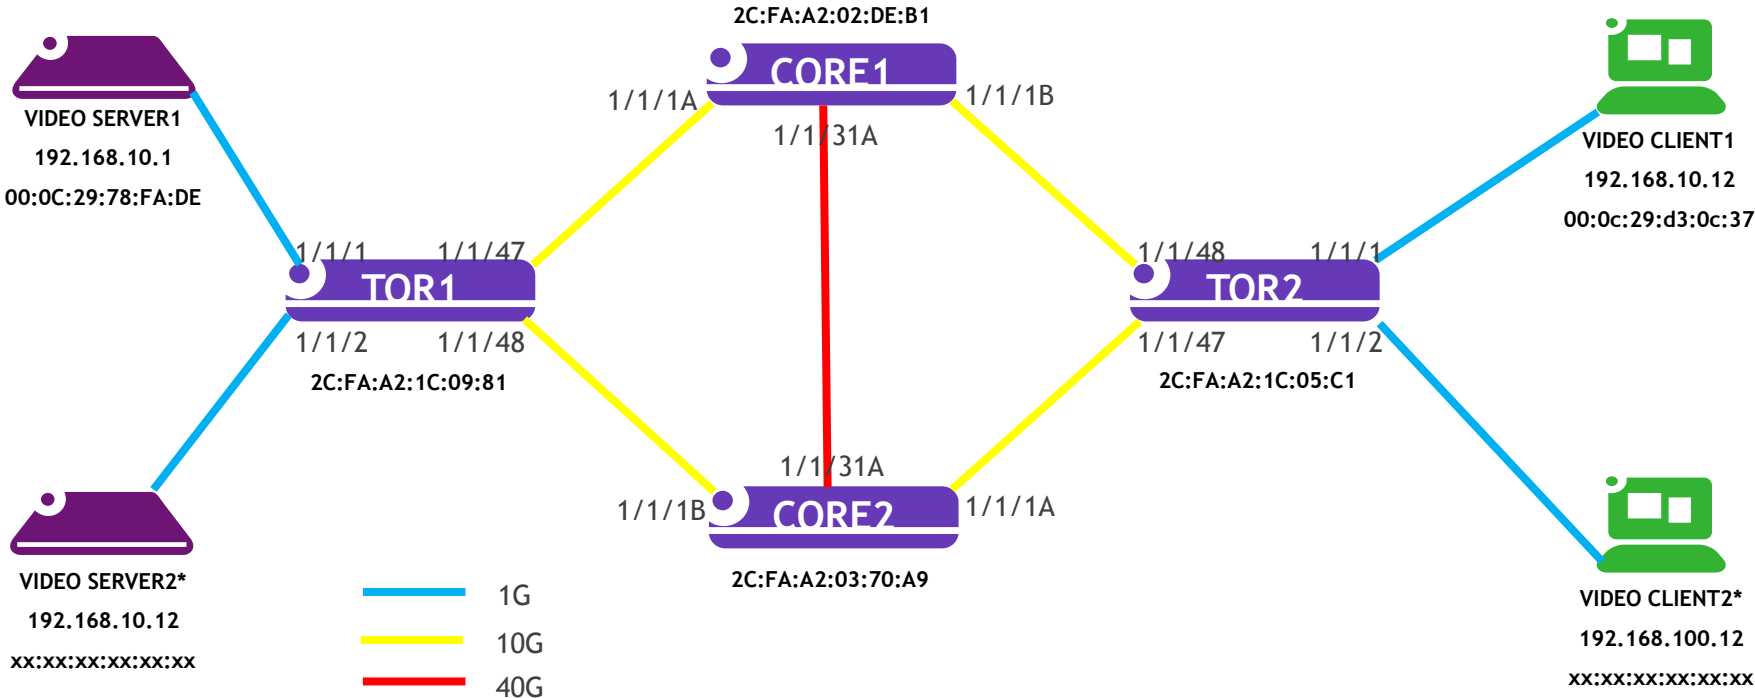 2C:FA:A2:02:DE:B1
CORE1
1/1/1A
1/1/1B
1/1/31A
VIDEO SERVER1
192.168.10.1
00:0C:29:78:FA:DE
VIDEO CLIENT1
192.168.10.12
00:0c:29:d3:0c:37
1/1/1
1/1/47
TOR1
1/1/2
1/1/48
2C:FA:A2:1C:09:81
1/1/48
1/1/1
TOR2
1/1/47
1/1/2
2C:FA:A2:1C:05:C1
1/1/31A
1/1/1B
CORE2
1/1/1A
2C:FA:A2:03:70:A9
VIDEO SERVER2*
192.168.10.12
xx:xx:xx:xx:xx:xx
VIDEO CLIENT2*
192.168.100.12
xx:xx:xx:xx:xx:xx
1G
10G
40G